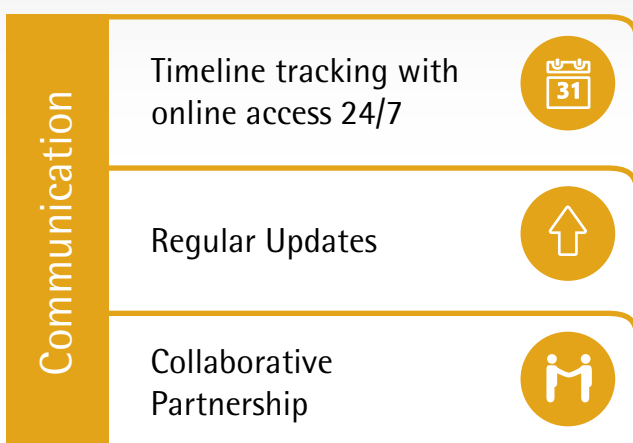 Communication
Timeline tracking with
online access 24/7
31
Regular Updates
Collaborative
Partnership